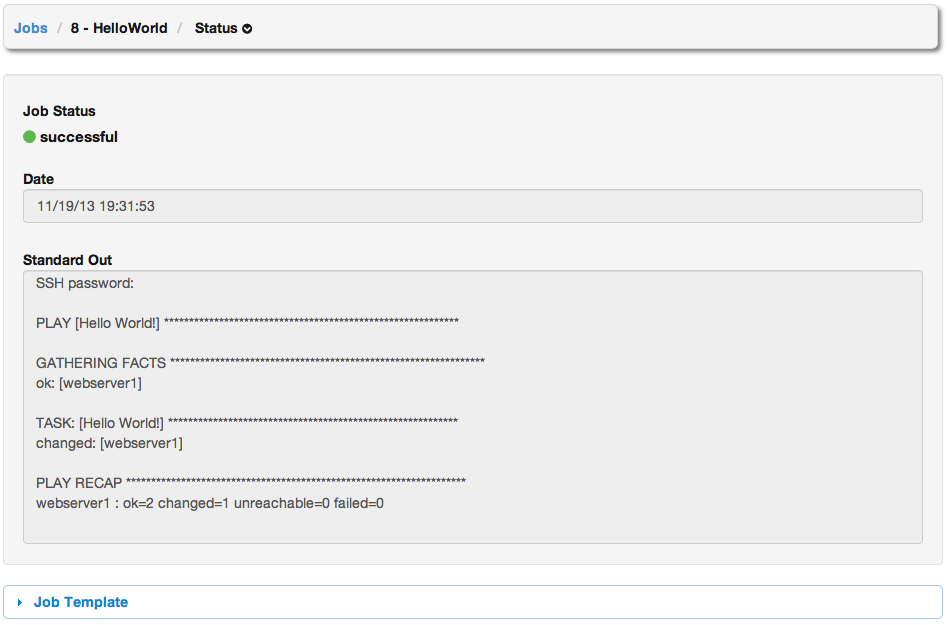 Jobs / 8 - HelloWorld / Status
Job Status
successful
Date
11/19/13 19:31:53
Standard Out
SSH password:
PLAY [Hello World!] ***********************************************************
GATHERING FACTS ***************************************************************
ok: [webserver1]
TASK: [Hello World!] **********************************************************
changed: [webserver1]
PLAY RECAP ********************************************************************
webserver1 : ok=2 changed=1 unreachable=0 failed=0
Job Template